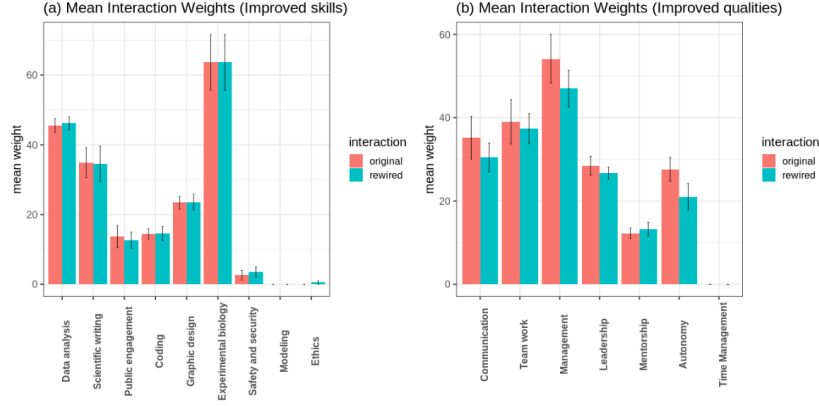 (a) Mean Interaction Weights (Improved skills)
mean weight
60
40
20
0
Data analysis
Scientific writing
Public engagement
Coding
Graphic design
Experimental biology
Safety and security
Modeling
Ethics
interaction
original
rewired
(b) Mean Interaction Weights (Improved qualities)
mean weight
60
40
20
0
Communication
Team work
Management
Leadership
Mentorship
Autonomy
Time Management
interaction
original
rewired